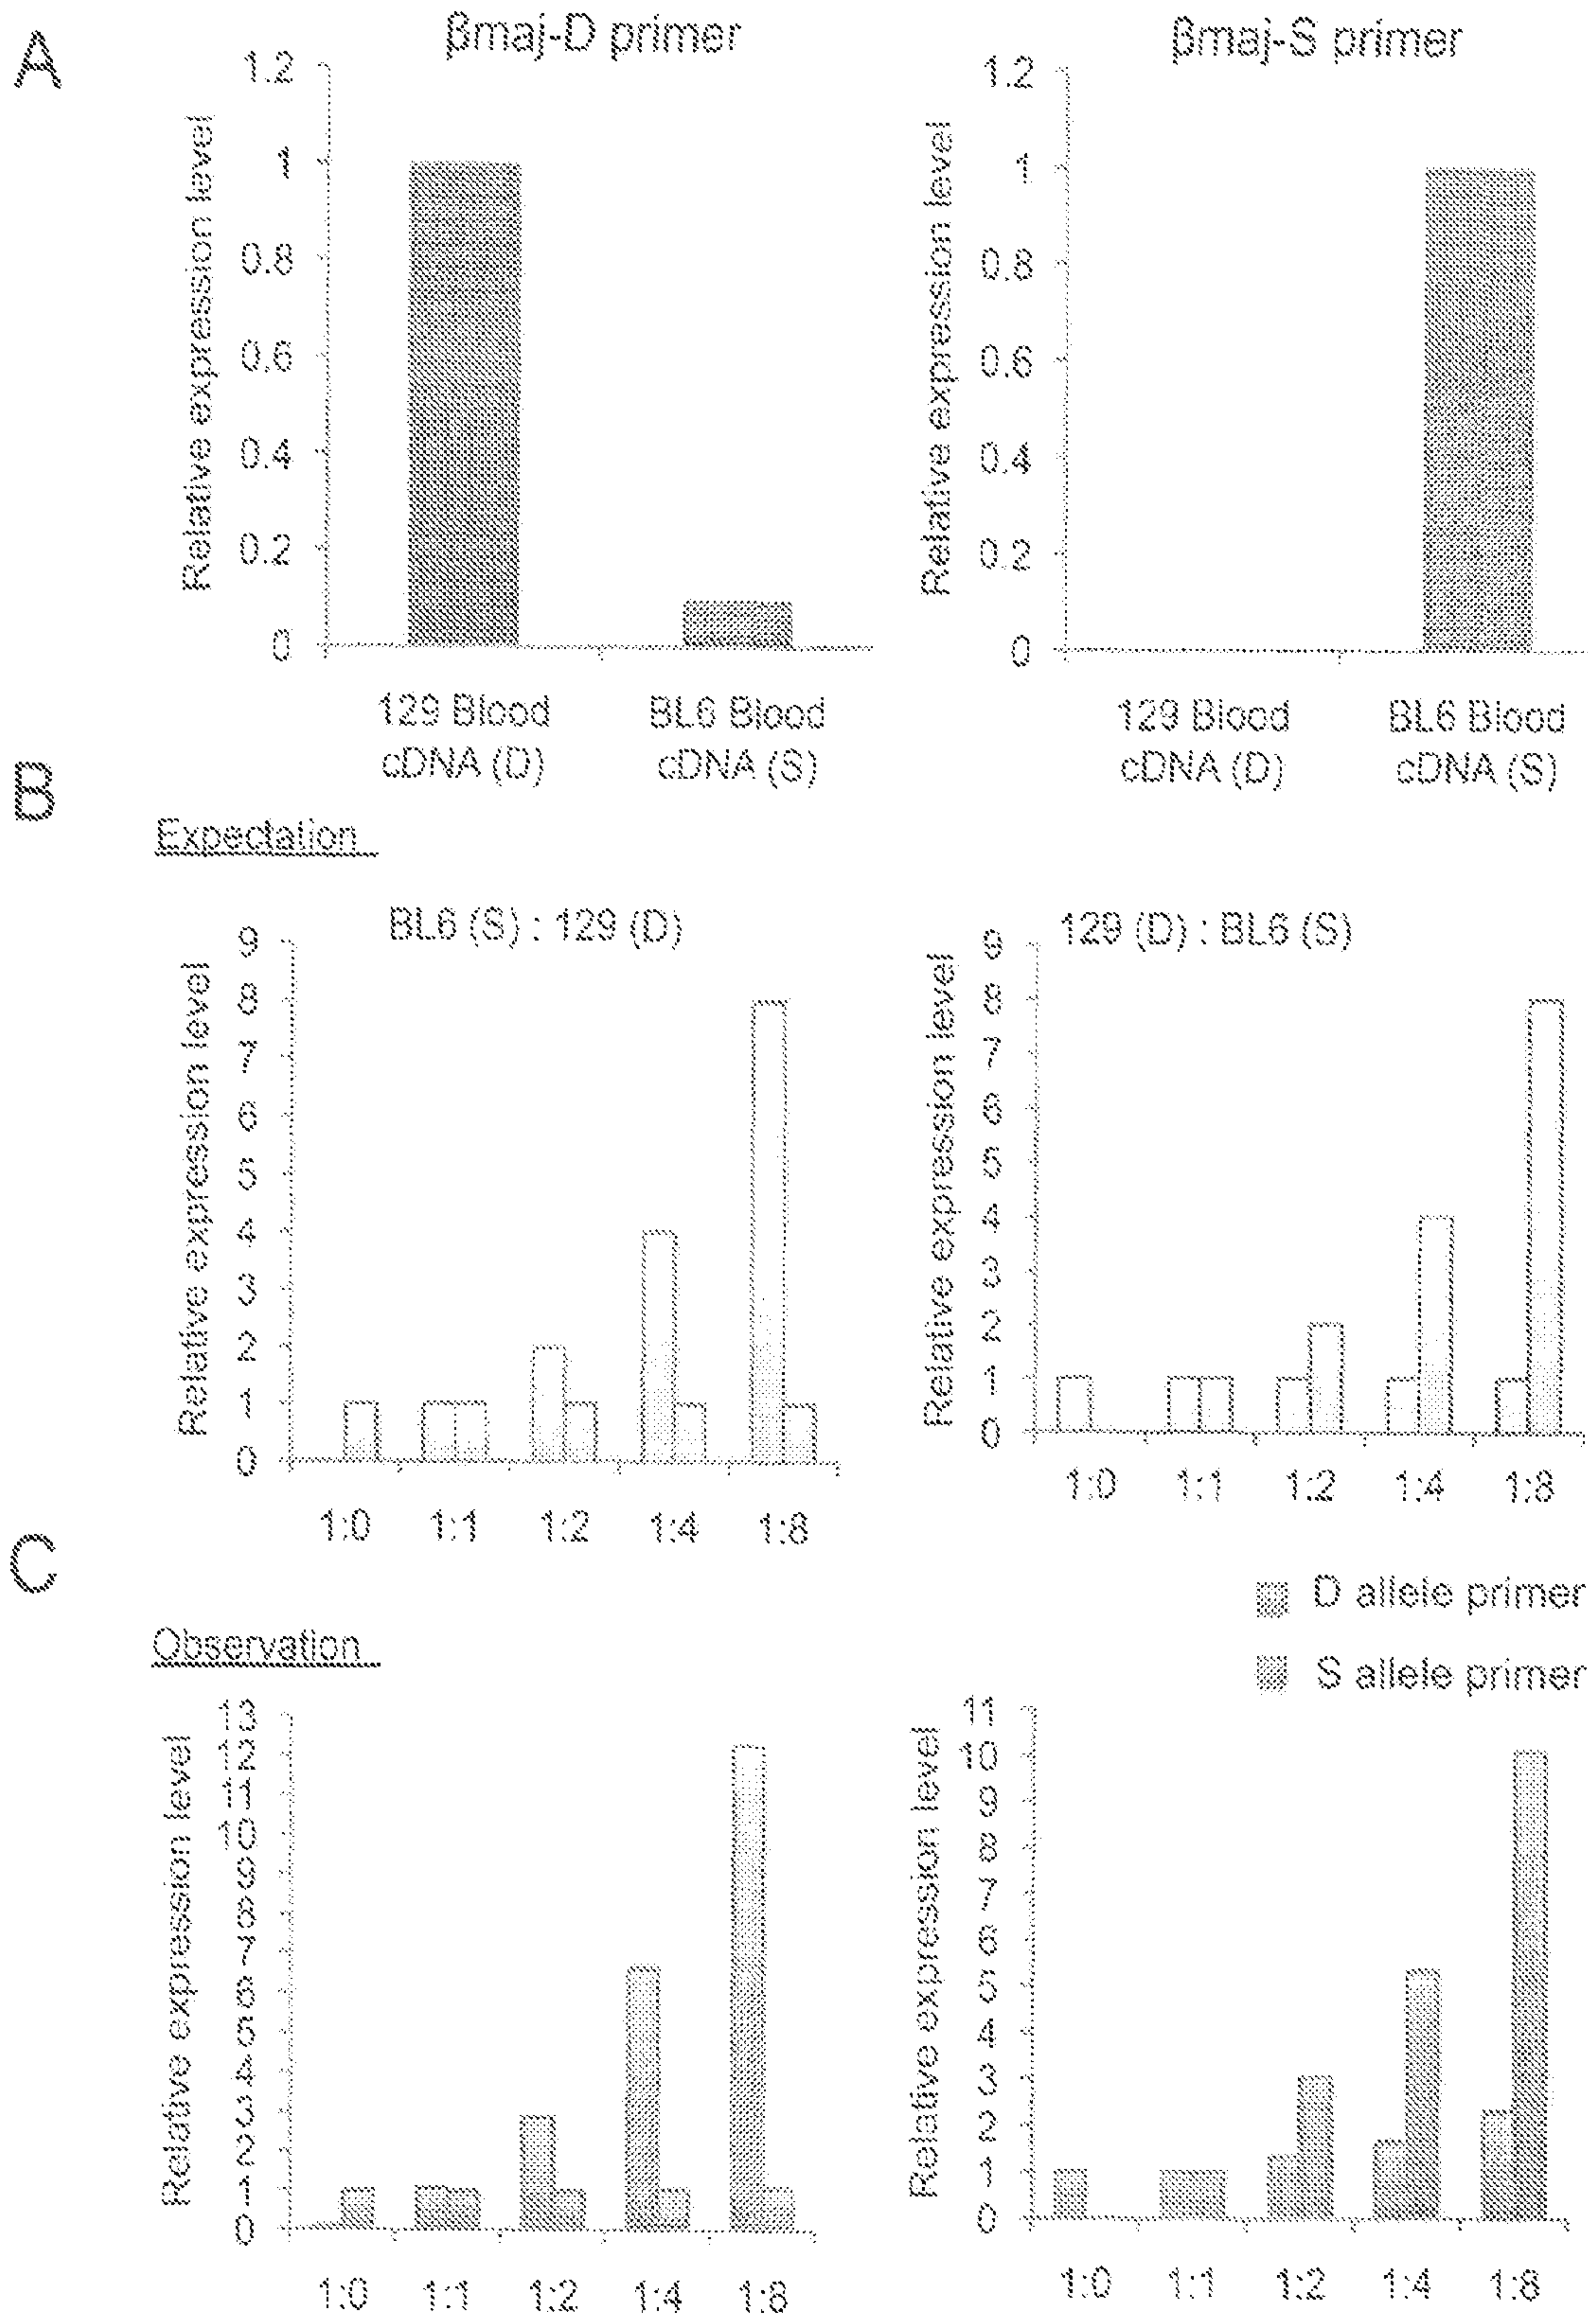 A
βmaj-D primer
Relative expression level
1.2
1
0.8
0.6
0.4
0.2
0
129 Blood
cDNA (D)
BL6 Blood
cDNA (S)
βmaj-S primer
Relative expression level
1.2
1
0.8
0.6
0.4
0.2
0
129 Blood
cDNA (D)
BL6 Blood
cDNA (S)
B
Expectation
BL6 (S) : 129 (D)
Relative expression level
9
8
7
6
5
4
3
2
1
0
1:0 1:1 1:2 1:4 1:8
129 (D) : BL6 (S)
Relative expression level
9
8
7
6
5
4
3
2
1
0
1:0 1:1 1:2 1:4 1:8
C
D allele primer
S allele primer
Observation
Relative expression level
13
12
11
10
9
8
7
6
5
4
3
2
1
0
1:0 1:1 1:2 1:4 1:8
Relative expression level
11
10
9
8
7
6
5
4
3
2
1
0
1:0 1:1 1:2 1:4 1:8